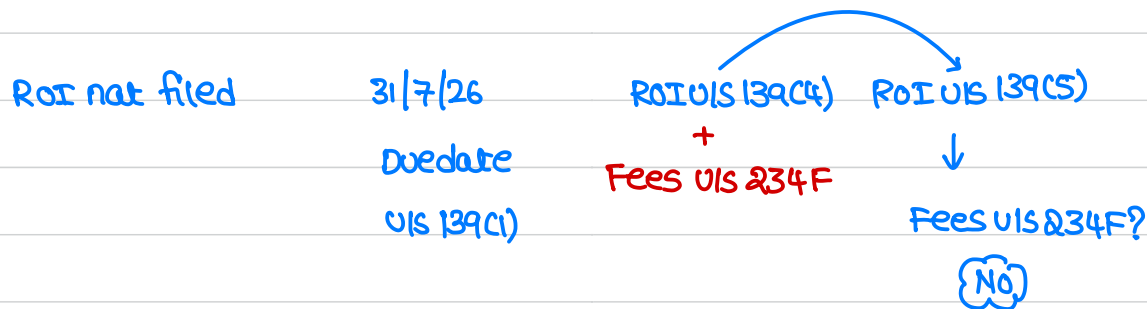 ROI not filed 31/7/26 ROI U/S 139(4) ROI U/S 139(5)
+
Duedate Fees U/S 234F
U/S 139(1) Fees U/S 234F?
NO